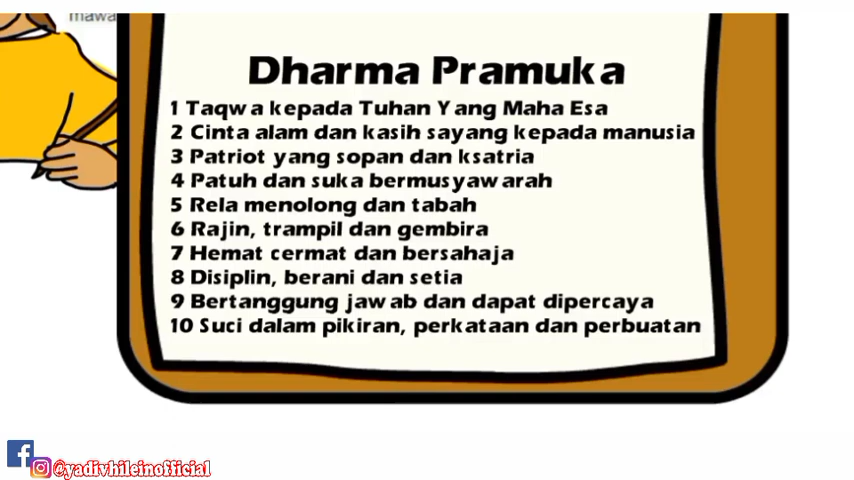 mawa
Dharma Pramuka
1 Taqwa kepada Tuhan Yang Maha Esa
2 Cinta alam dan kasih sayang kepada manusia
3 Patriot yang sopan dan ksatria
4 Patuh dan suka bermusyawarah
5 Rela menolong dan tabah
6 Rajin, trampil dan gembira
7 Hemat cermat dan bersahaja
8 Disiplin, berani dan setia
9 Bertanggung jawab dan dapat dipercaya
10 Suci dalam pikiran, perkataan dan perbuatan
@yadivhileinofficial